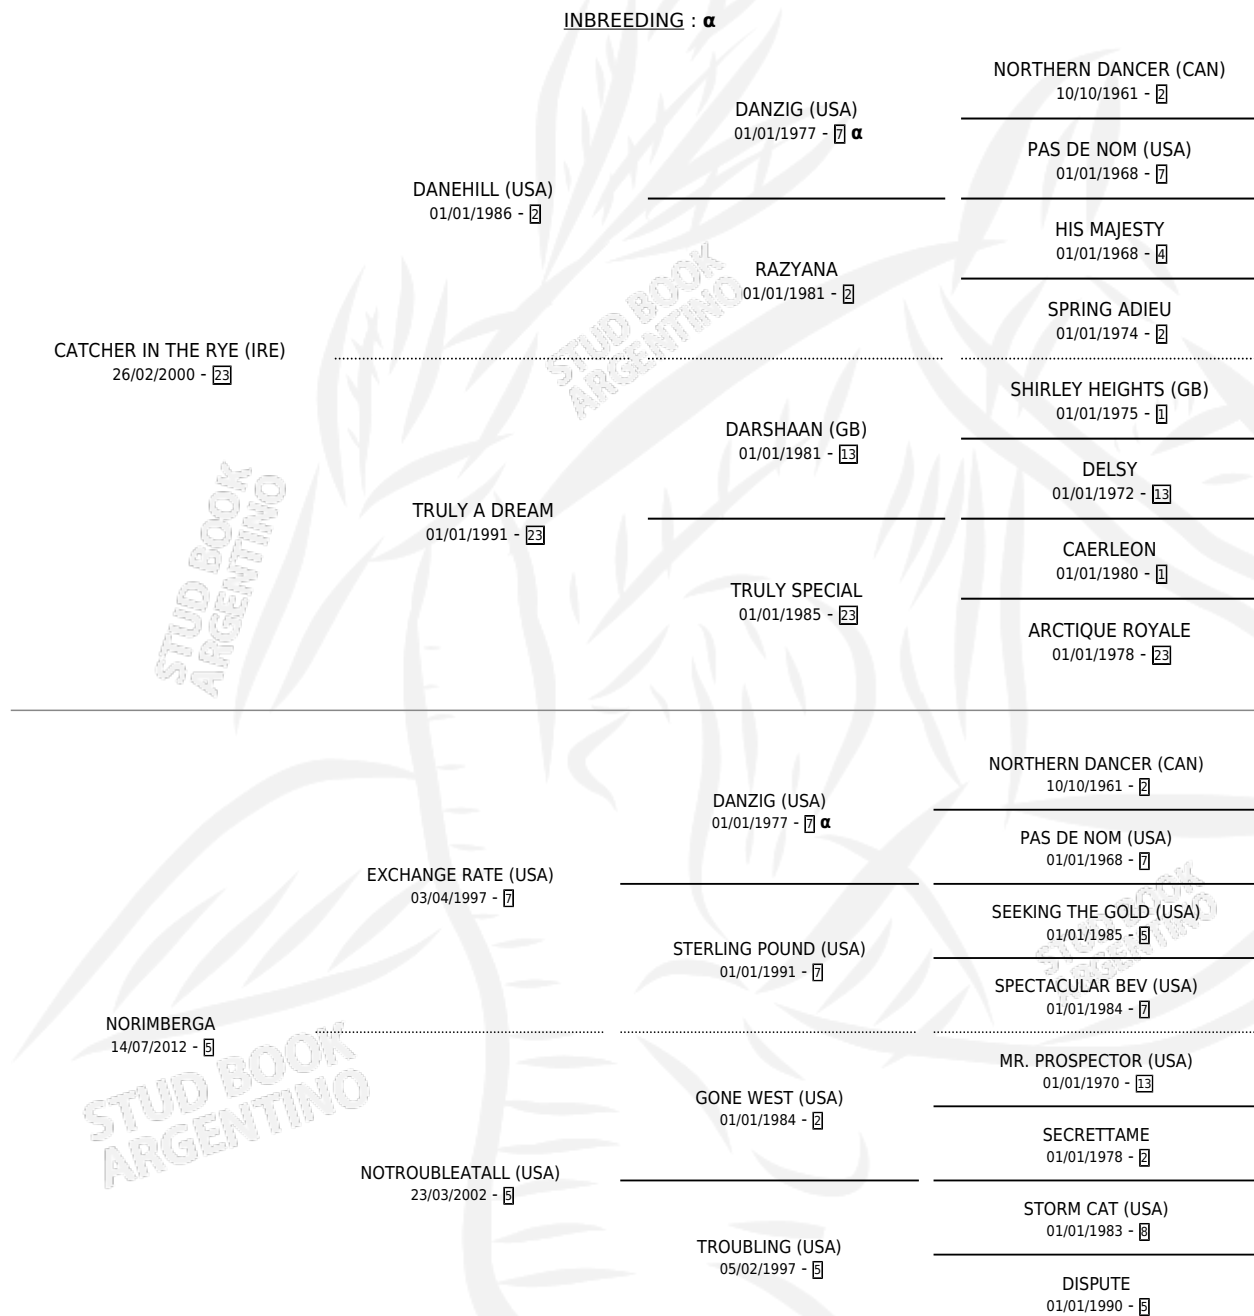 INBREEDING : α
NORTHERN DANCER (CAN)
10/10/1961 - 2
DANZIG (USA)
01/01/1977 - 7 α
PAS DE NOM (USA)
01/01/1968 - 7
DANEHILL (USA)
01/01/1986 - 2
HIS MAJESTY
01/01/1968 - 4
RAZYANA
01/01/1981 - 2
SPRING ADIEU
01/01/1974 - 2
CATCHER IN THE RYE (IRE)
26/02/2000 - 23
SHIRLEY HEIGHTS (GB)
01/01/1975 - 1
DARSHAAN (GB)
01/01/1981 - 13
DELSY
01/01/1972 - 13
TRULY A DREAM
01/01/1991 - 23
CAERLEON
01/01/1980 - 1
TRULY SPECIAL
01/01/1985 - 23
ARCTIQUE ROYALE
01/01/1978 - 23
NORTHERN DANCER (CAN)
10/10/1961 - 2
DANZIG (USA)
01/01/1977 - 7 α
PAS DE NOM (USA)
01/01/1968 - 7
EXCHANGE RATE (USA)
03/04/1997 - 7
SEEKING THE GOLD (USA)
01/01/1985 - 5
STERLING POUND (USA)
01/01/1991 - 7
SPECTACULAR BEV (USA)
01/01/1984 - 7
NORIMBERGA
14/07/2012 - 5
MR. PROSPECTOR (USA)
01/01/1970 - 13
GONE WEST (USA)
01/01/1984 - 2
SECRETTAME
01/01/1978 - 2
NOTROUBLEATALL (USA)
23/03/2002 - 5
STORM CAT (USA)
01/01/1983 - 8
TROUBLING (USA)
05/02/1997 - 5
DISPUTE
01/01/1990 - 5
STUD BOOK
ARGENTINO
STUD BOOK
ARGENTINO
STUD BOOK
ARGENTINO
STUD BOOK
ARGENTINO